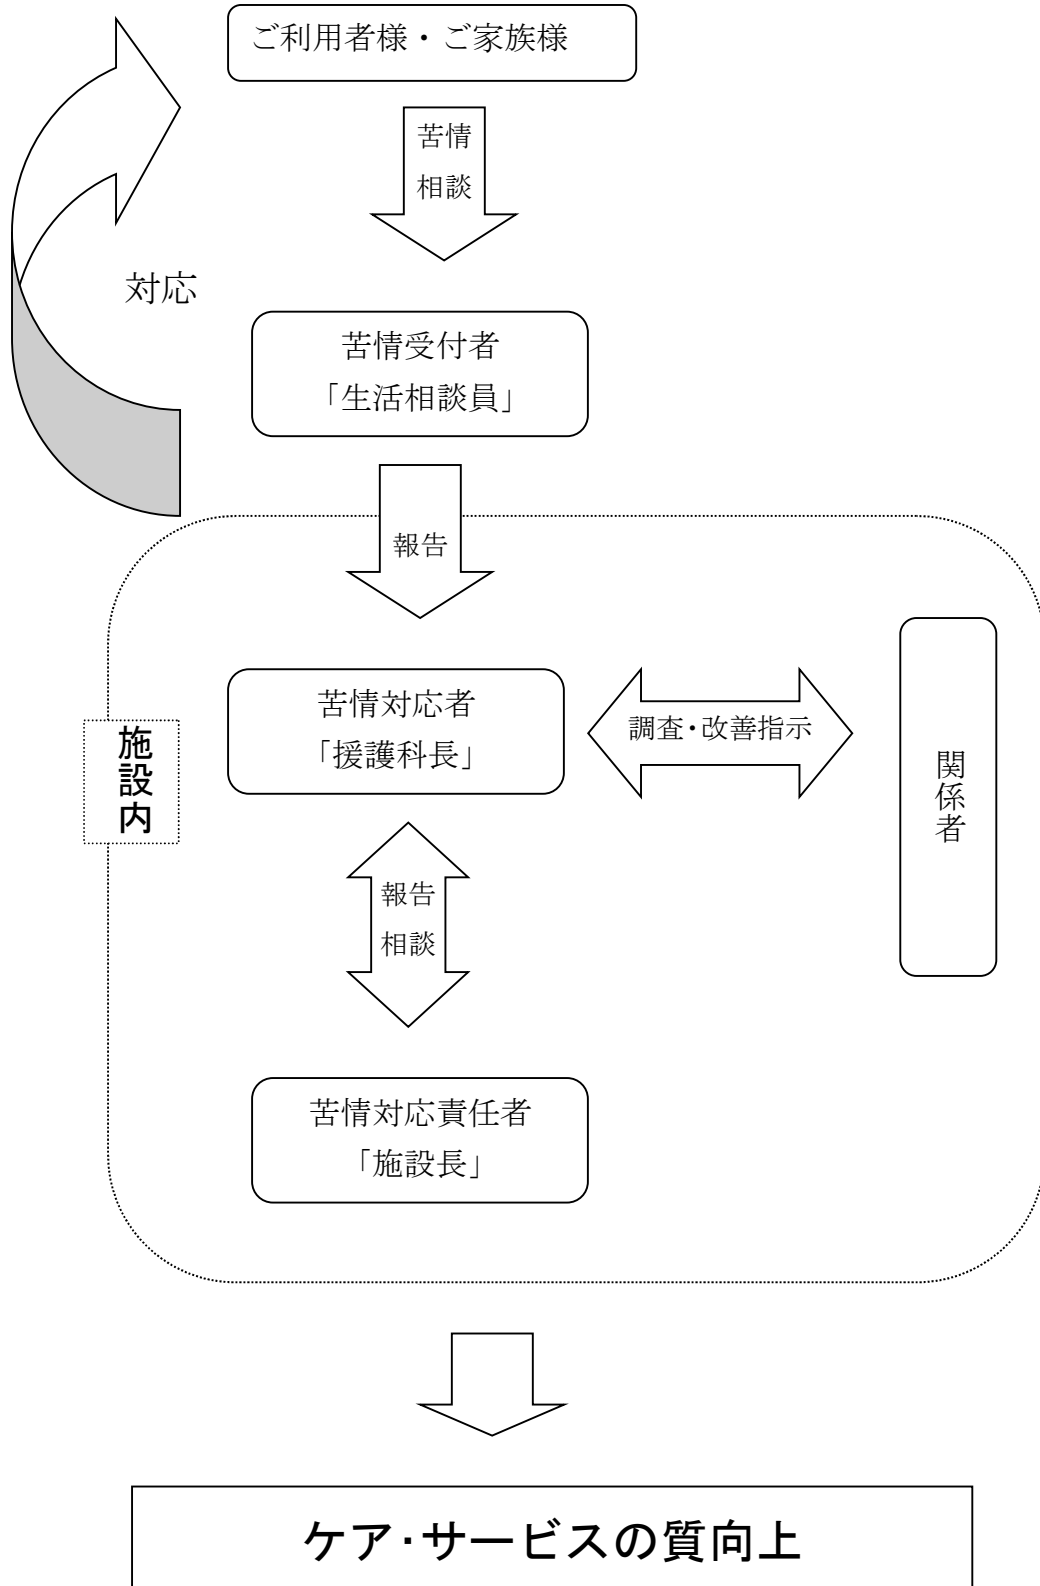 ご利用者様・ご家族様
苦情
相談
対応
苦情受付者
「生活相談員」
報告
苦情対応者
「援護科長」
調査・改善指示
関係者
施設内
報告
相談
苦情対応責任者
「施設長」
ケア・サービスの質向上